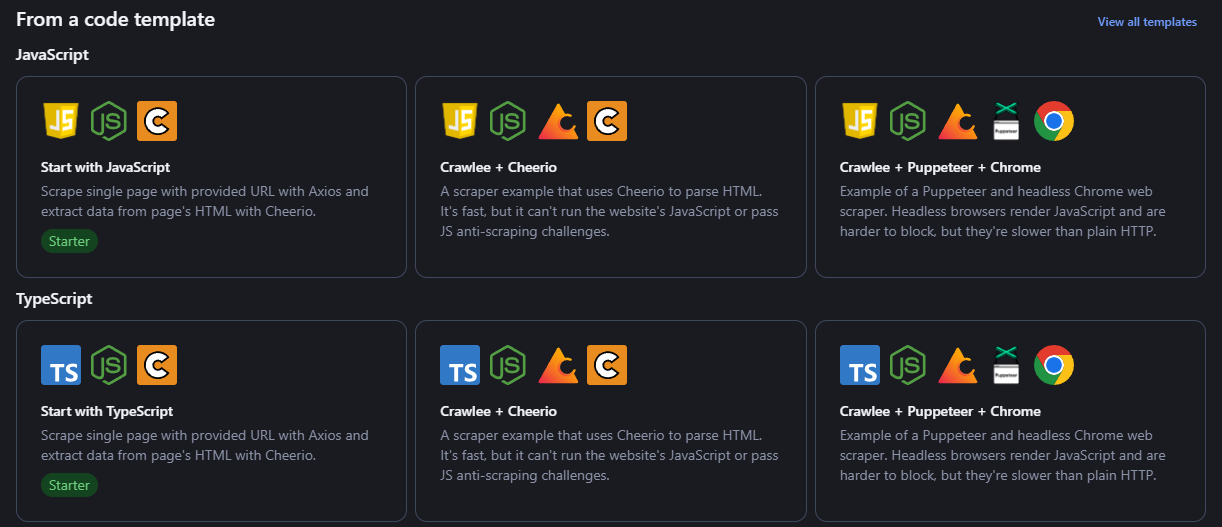 From a code template
View all templates
JavaScript
JS JS C
Start with JavaScript
Scrape single page with provided URL with Axios and
extract data from page's HTML with Cheerio.
Starter
JS JS C
Crawlee + Cheerio
A scraper example that uses Cheerio to parse HTML.
It's fast, but it can't run the website's JavaScript or pass
JS anti-scraping challenges.
JS JS Puppeteer
Crawlee + Puppeteer + Chrome
Example of a Puppeteer and headless Chrome web
scraper. Headless browsers render JavaScript and are
harder to block, but they're slower than plain HTTP.
TypeScript
TS JS C
Start with TypeScript
Scrape single page with provided URL with Axios and
extract data from page's HTML with Cheerio.
Starter
TS JS C
Crawlee + Cheerio
A scraper example that uses Cheerio to parse HTML.
It's fast, but it can't run the website's JavaScript or pass
JS anti-scraping challenges.
TS JS Puppeteer
Crawlee + Puppeteer + Chrome
Example of a Puppeteer and headless Chrome web
scraper. Headless browsers render JavaScript and are
harder to block, but they're slower than plain HTTP.